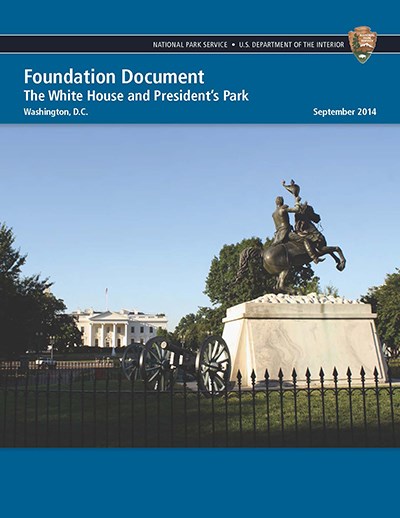 NATIONAL PARK SERVICE • U.S. DEPARTMENT OF THE INTERIOR
Foundation Document
The White House and President's Park
Washington, D.C. September 2014